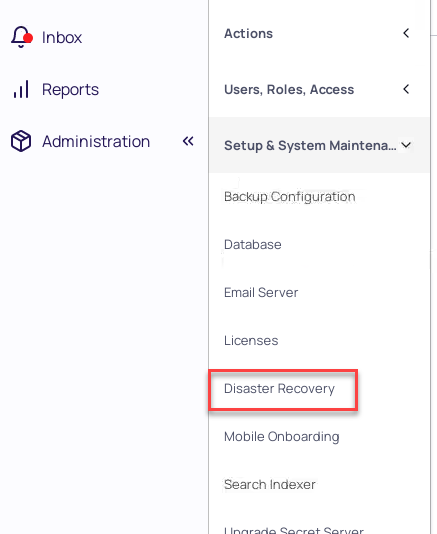 Inbox
Reports
Administration
Actions
Users, Roles, Access
Setup & System Maintena...
Backup Configuration
Database
Email Server
Licenses
Disaster Recovery
Mobile Onboarding
Search Indexer
Upgrade Secret Server